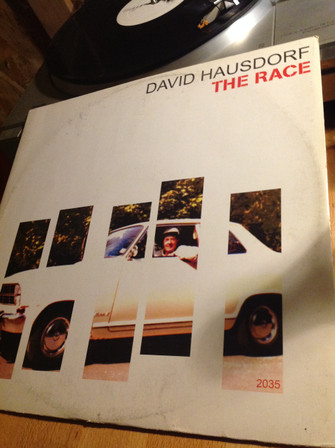 DAVID HAUSDORF
THE RACE
2035